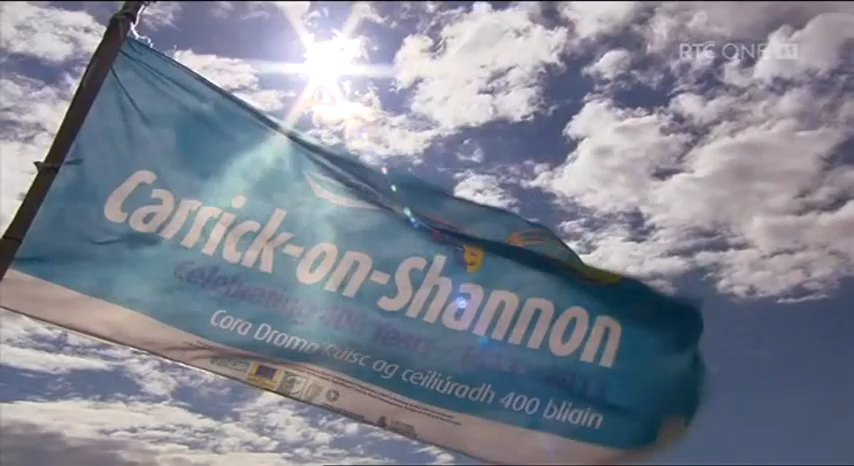 RTÉ ONE
Carrick-on-Shannon
Celebrating 400 Years
Cora Droma Rúisc ag ceiliúradh 400 bliain